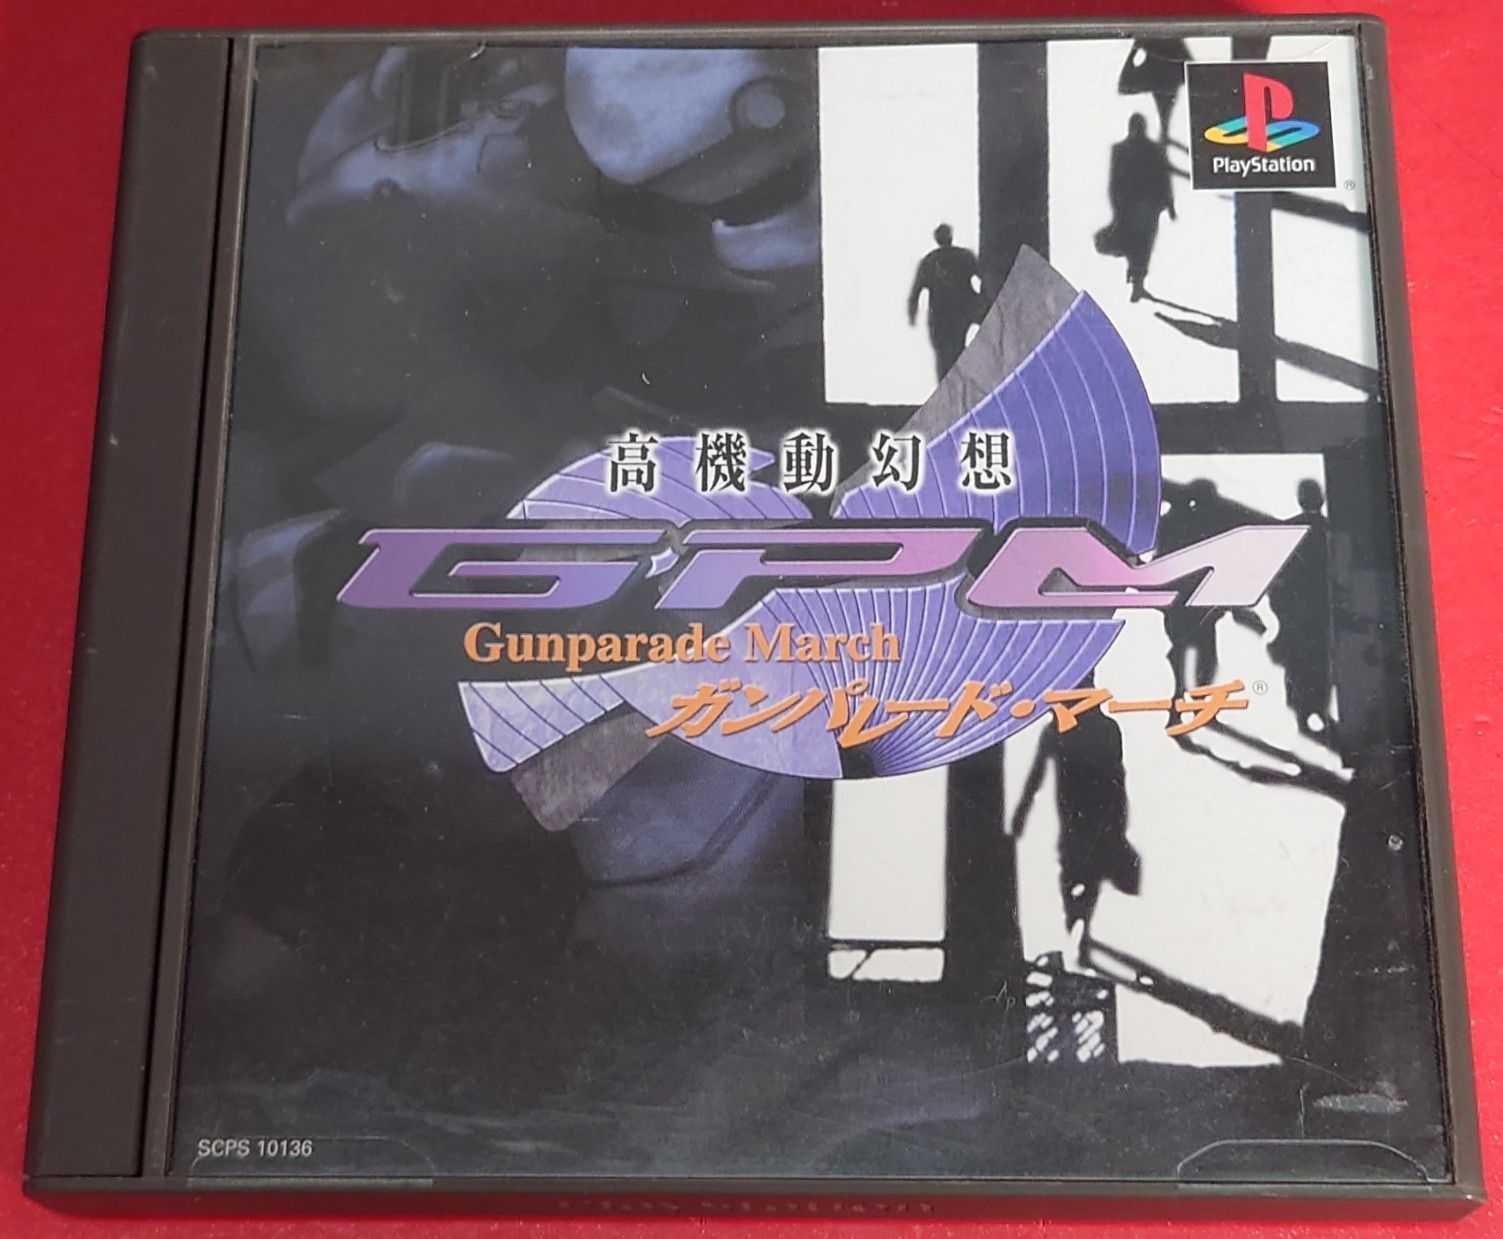 PlayStation
®
高機動幻想
G.P.M
Gunparade March
ガンパレード・マーチ®
SCPS 10136